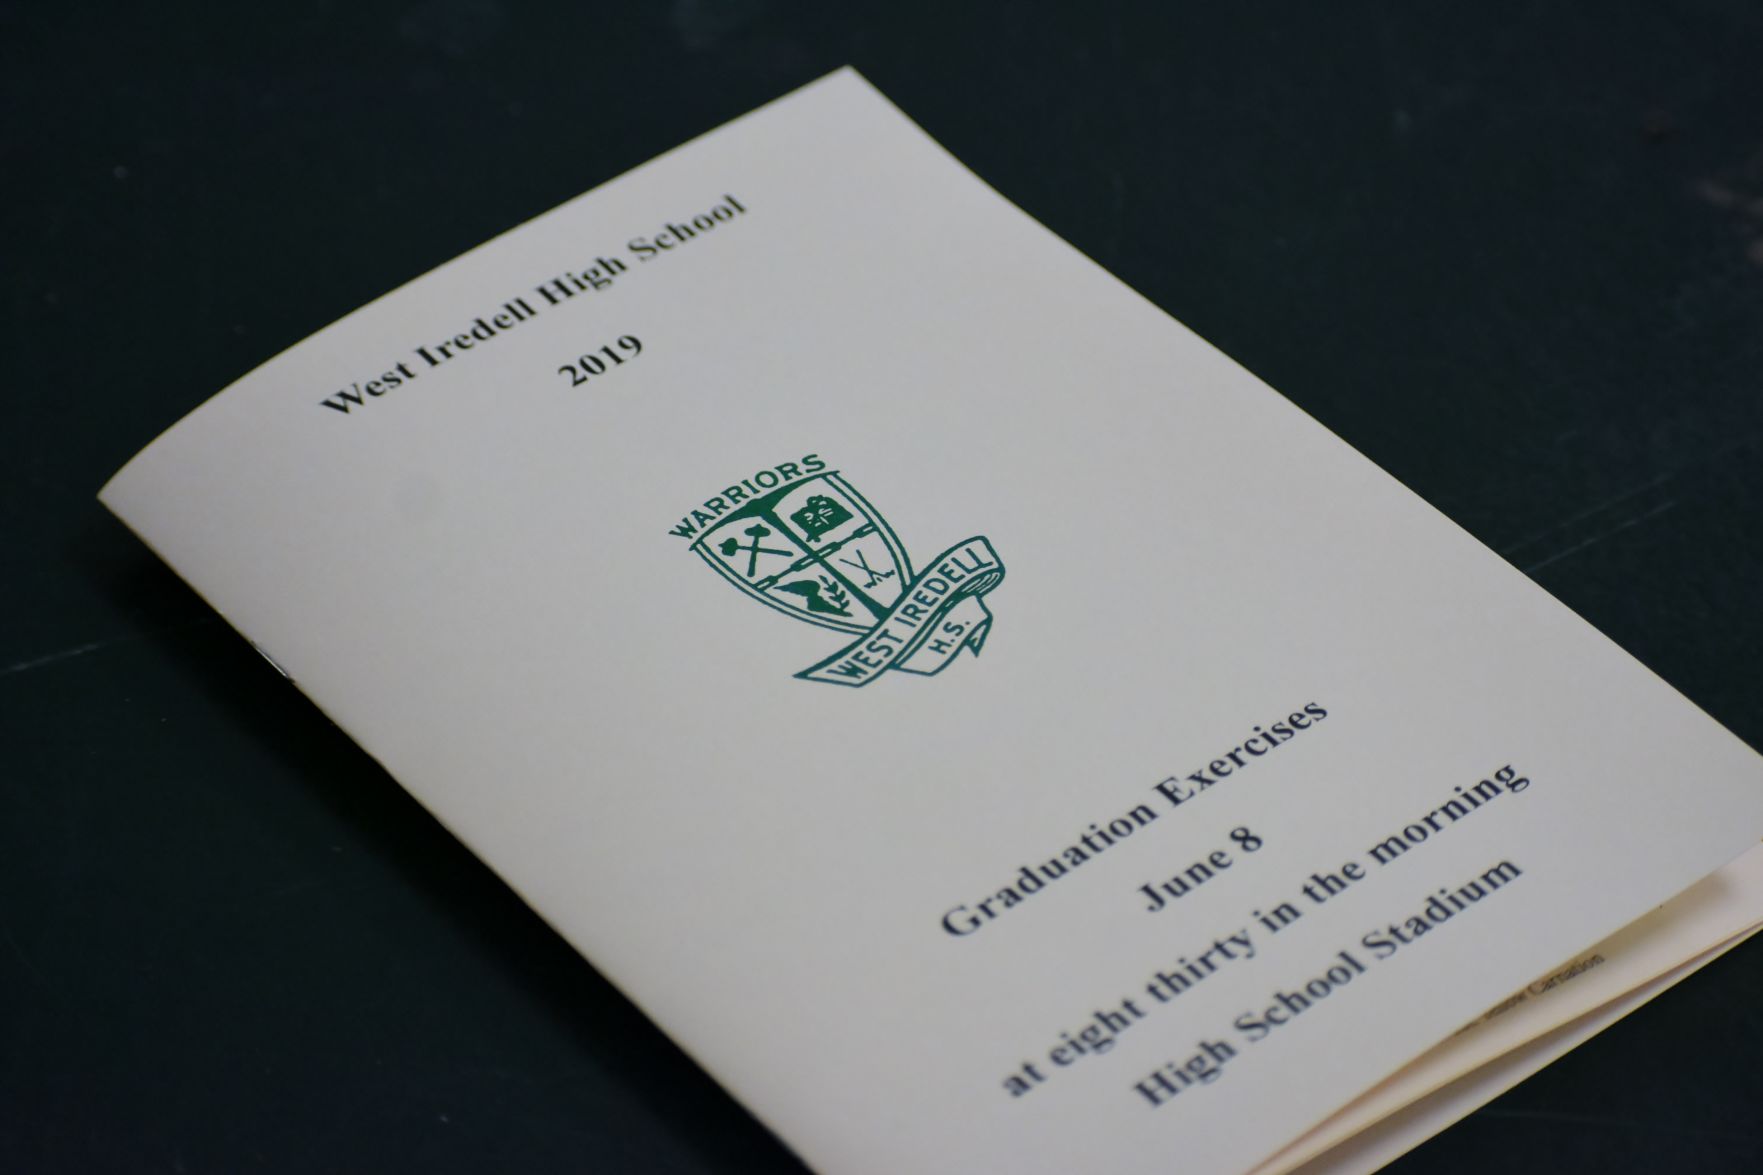 West Iredell High School
2019
WARRIORS
WEST IREDELL
H.S.
Graduation Exercises
June 8
at eight thirty in the morning
High School Stadium
Carnation